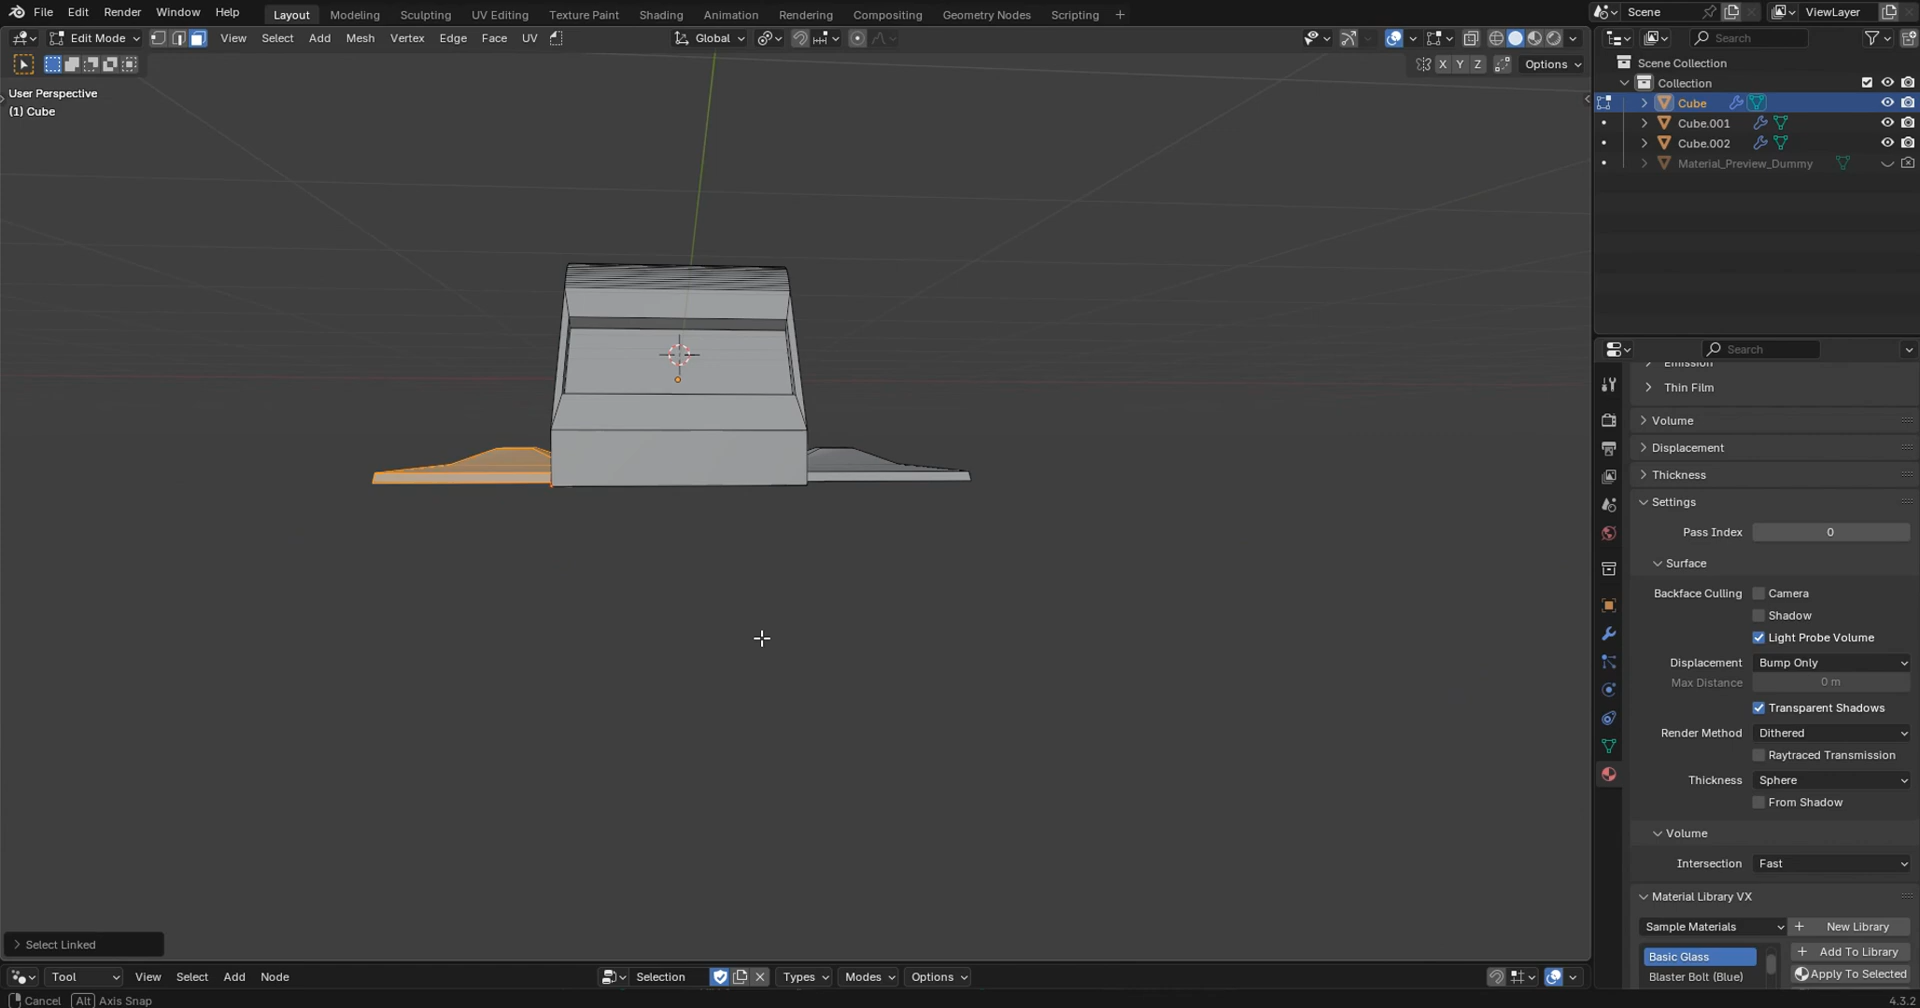 File Edit Render Window Help Layout Modeling Sculpting UV Editing Texture Paint Shading Animation Rendering Compositing Geometry Nodes Scripting + Scene ViewLayer
Edit Mode View Select Add Mesh Vertex Edge Face UV Global Search
X Y Z Options
User Perspective
(1) Cube
Scene Collection
Collection
Cube
Cube.001
Cube.002
Material_Preview_Dummy
Search
Emission
Thin Film
Volume
Displacement
Thickness
Settings
Pass Index 0
Surface
Backface Culling Camera
Shadow
Light Probe Volume
Displacement Bump Only
Max Distance 0 m
Transparent Shadows
Render Method Dithered
Raytraced Transmission
Thickness Sphere
From Shadow
Volume
Intersection Fast
Material Library VX
Sample Materials + New Library
Basic Glass + Add To Library
Blaster Bolt (Blue) Apply To Selected
Select Linked
Tool View Select Add Node Selection Types Modes Options
Cancel Alt Axis Snap 4.3.2